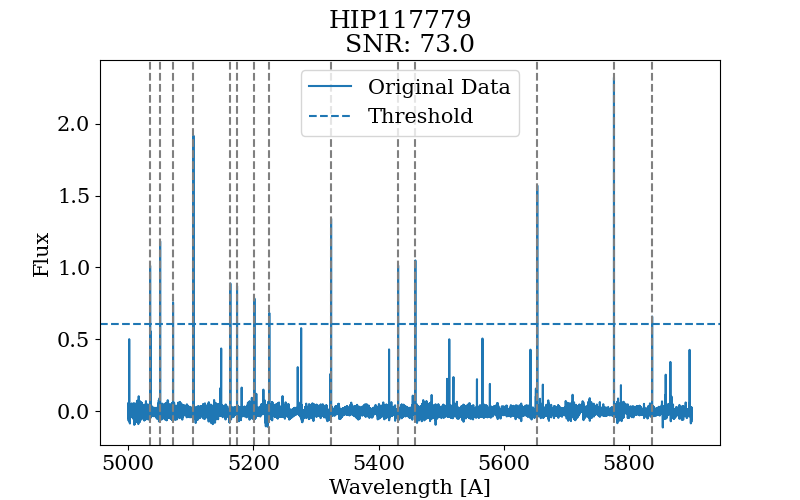 HIP117779
SNR: 73.0
Original Data
Threshold
Flux
2.0
1.5
1.0
0.5
0.0
5000 5200 5400 5600 5800
Wavelength [A]